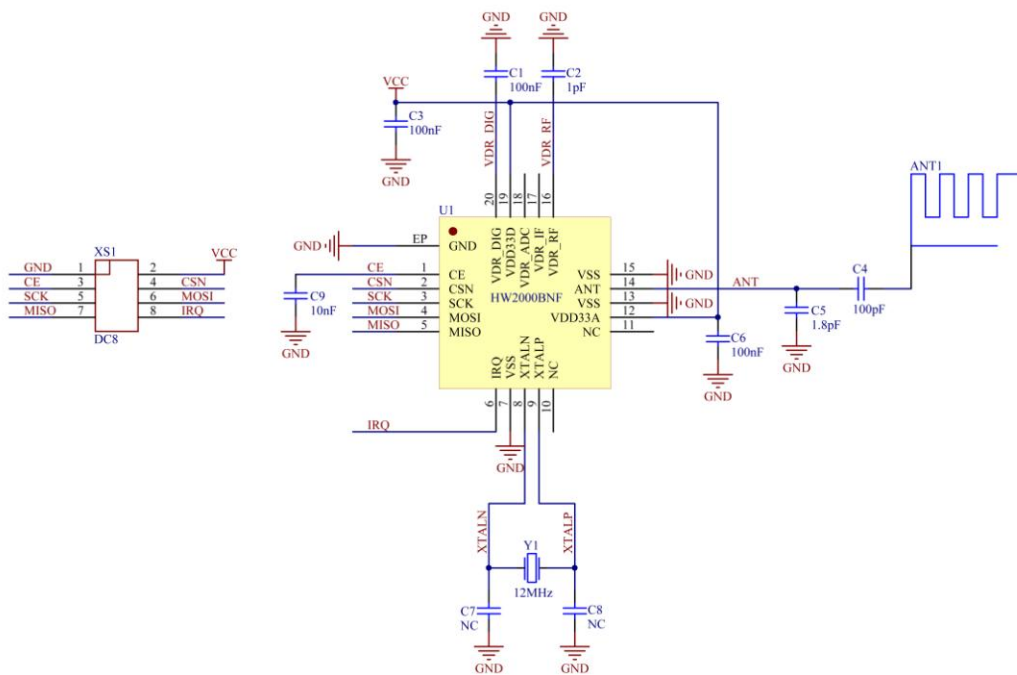 GND
GND
C1
100nF
C2
1pF
VCC
C3
100nF
GND
VDR_DIG
VDR_RF
ANT1
20
19
18
17
16
U1
VDR_DIG
VDD33D
VDR_ADC
VDR_IF
VDR_RF
GND
EP
GND
XS1
VCC
GND
1
2
CE
3
4
CSN
SCK
5
6
MOSI
MISO
7
8
IRQ
DC8
C9
10nF
GND
CE
1
CE
CSN
2
CSN
SCK
3
SCK
MOSI
4
MOSI
MISO
5
MISO
HW2000BNF
VSS
15
GND
ANT
14
ANT
VSS
13
GND
VDD33A
12
NC
11
C4
100pF
C5
1.8pF
GND
C6
100nF
GND
IRQ
VSS
XTALN
XTALP
NC
6
7
8
9
10
IRQ
GND
XTALN
XTALP
Y1
12MHz
C7
NC
C8
NC
GND
GND